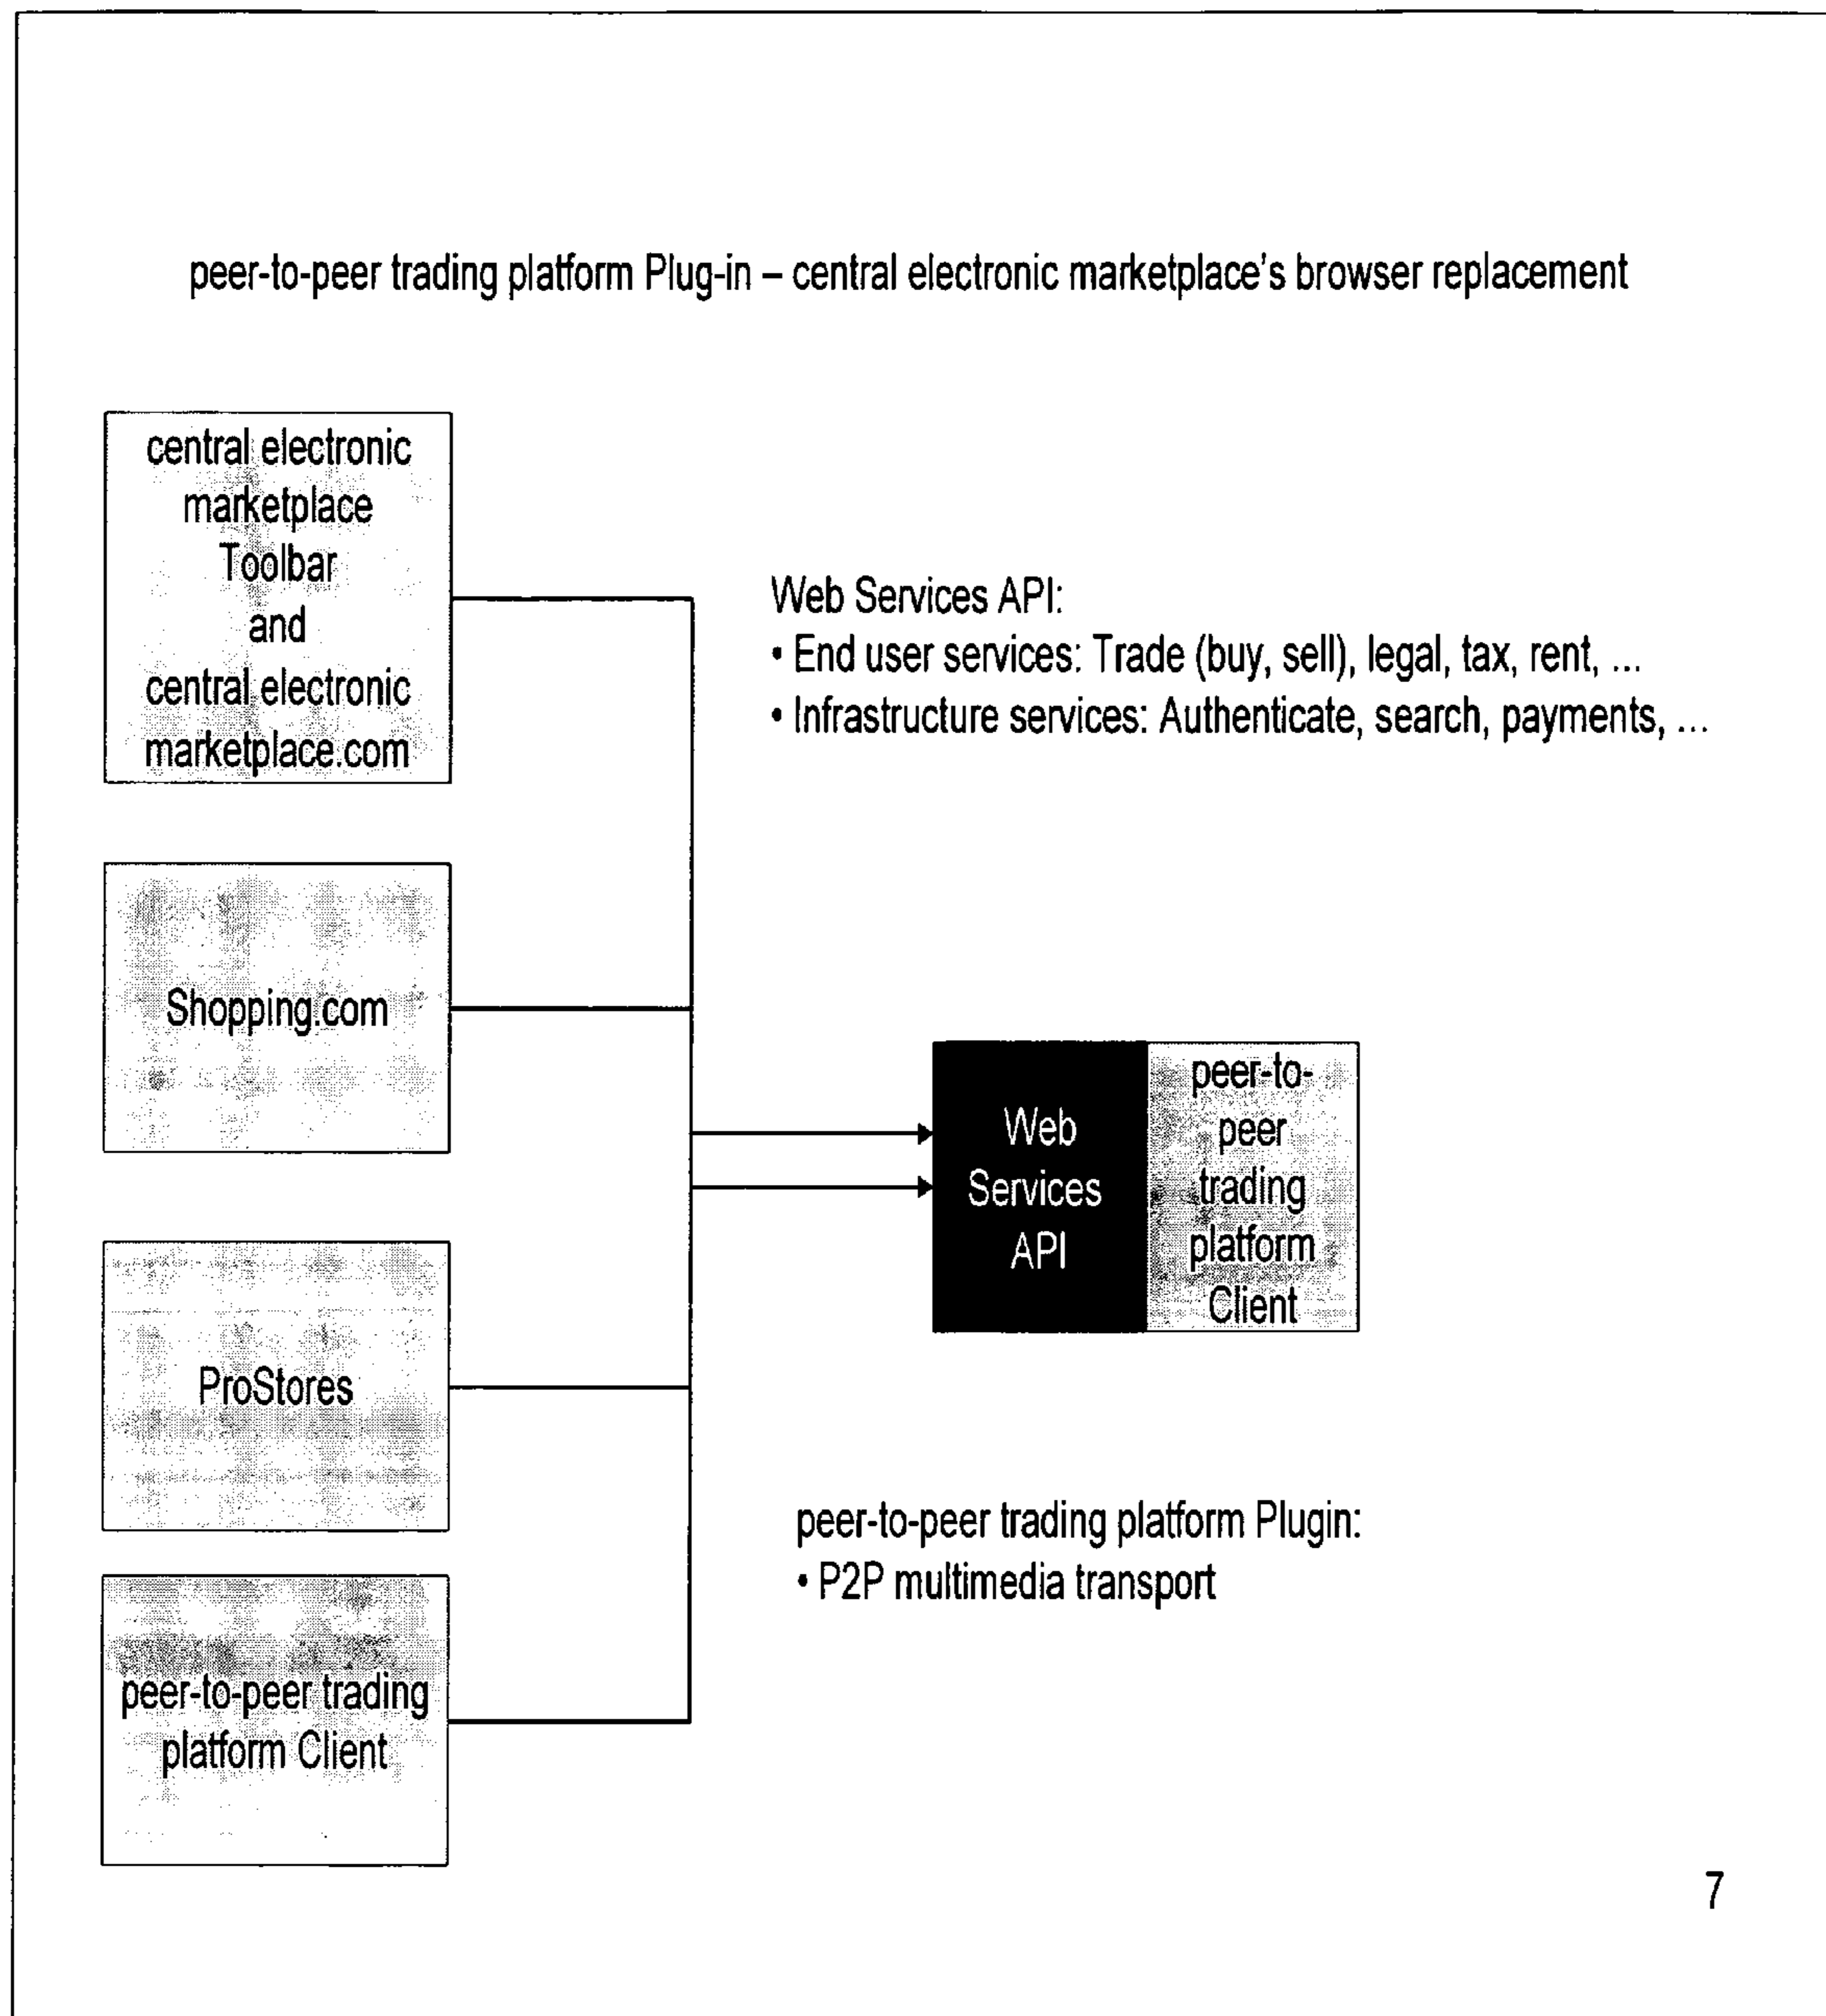 peer-to-peer trading platform Plug-in – central electronic marketplace's browser replacement
central electronic
marketplace
Toolbar
and
central electronic
marketplace.com
Web Services API:
• End user services: Trade (buy, sell), legal, tax, rent, ...
• Infrastructure services: Authenticate, search, payments, ...
Shopping.com
Web
Services
API
peer-to-
peer
trading
platform
Client
ProStores
peer-to-peer trading platform Plugin:
• P2P multimedia transport
peer-to-peer trading
platform Client
7